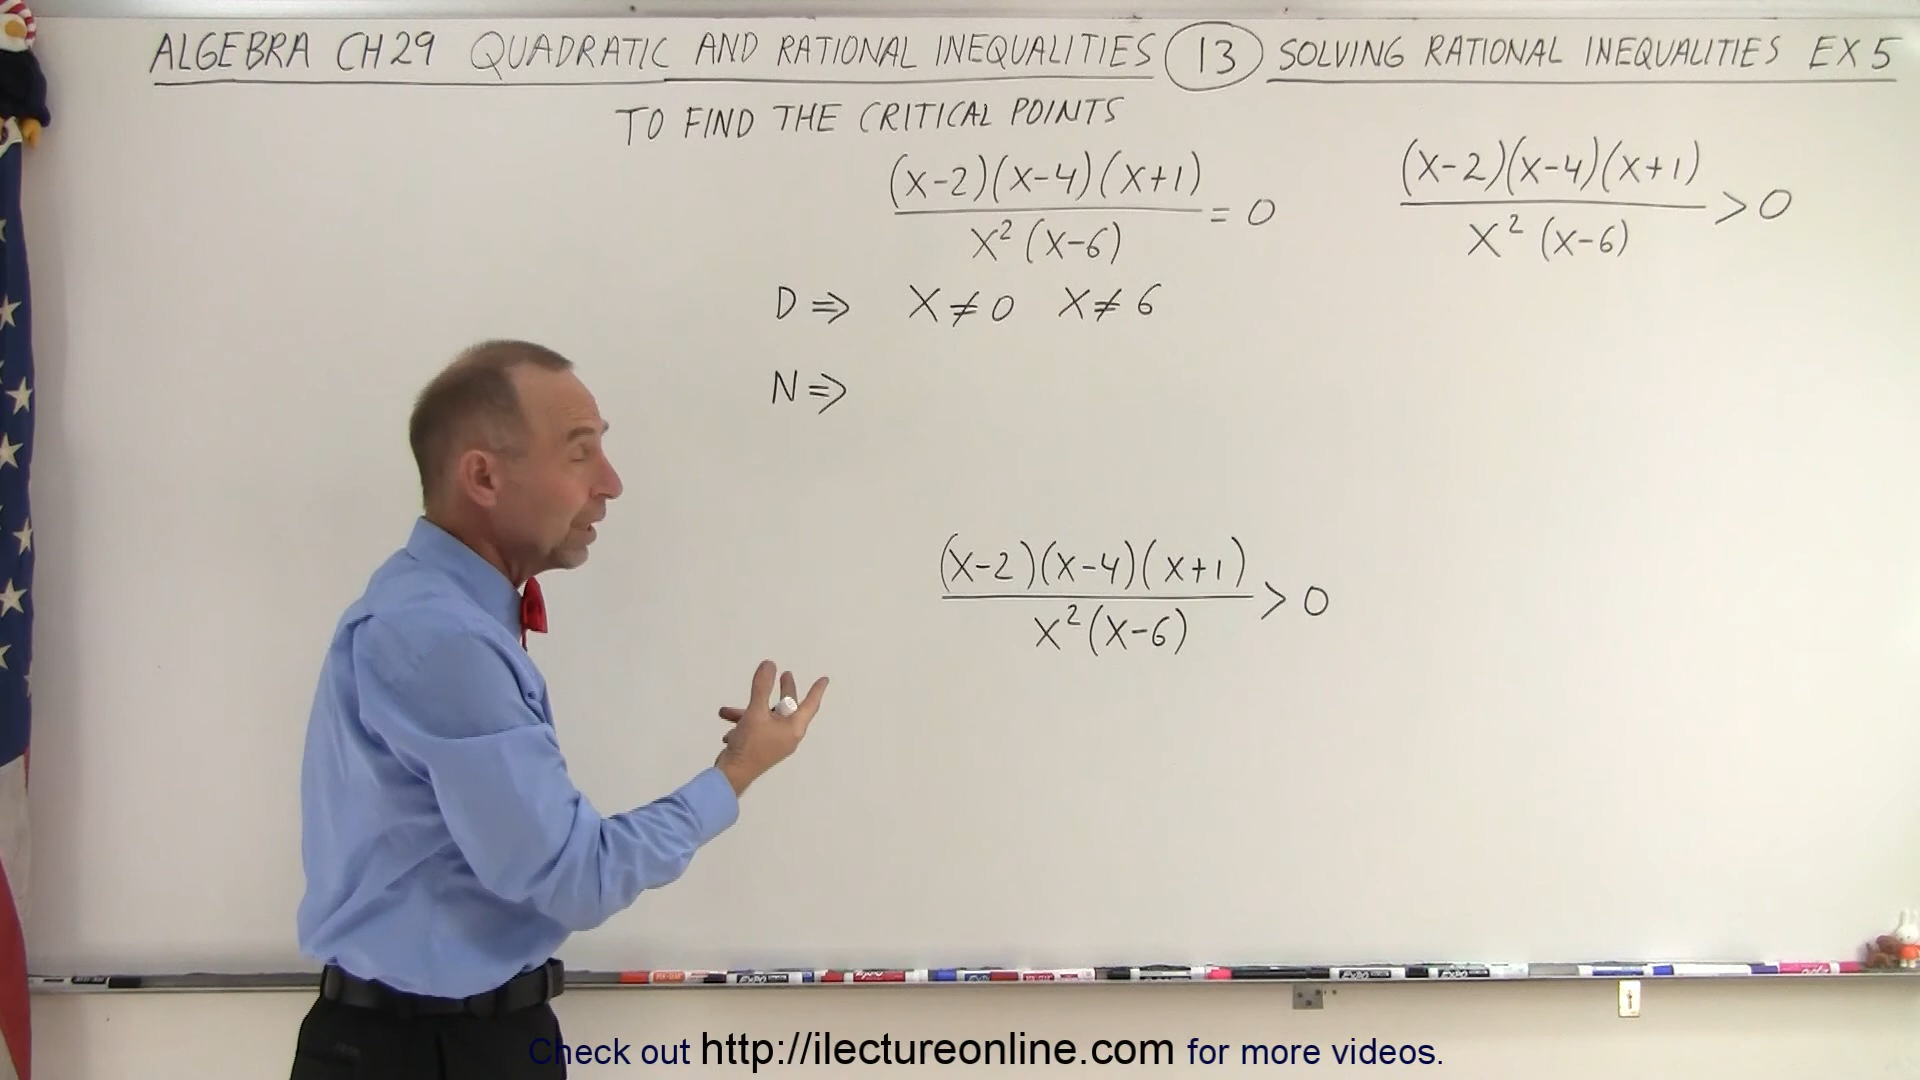 ALGEBRA CH 29 QUADRATIC AND RATIONAL INEQUALITIES 13 SOLVING RATIONAL INEQUALITIES EX 5
TO FIND THE CRITICAL POINTS
(x-2)(x-4)(x+1)
/ x² (x-6) = 0
(x-2)(x-4)(x+1)
/ x² (x-6) > 0
D ⇒ x ≠ 0 x ≠ 6
N ⇒
(x-2)(x-4)(x+1)
/ x² (x-6) > 0
Check out http://ilectureonline.com for more videos.